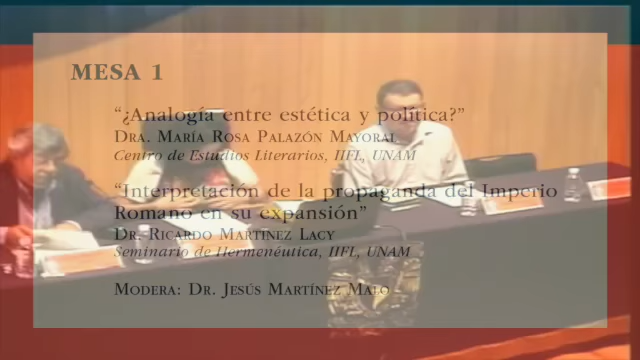 MESA 1
“¿Analogía entre estética y política?”
DRA. MARÍA ROSA PALAZÓN MAYORAL
Centro de Estudios Literarios, IIFL, UNAM
“Interpretación de la propaganda del Imperio
Romano en su expansión”
DR. RICARDO MARTÍNEZ LACY
Seminario de Hermenéutica, IIFL, UNAM
MODERA: DR. JESÚS MARTÍNEZ MALO